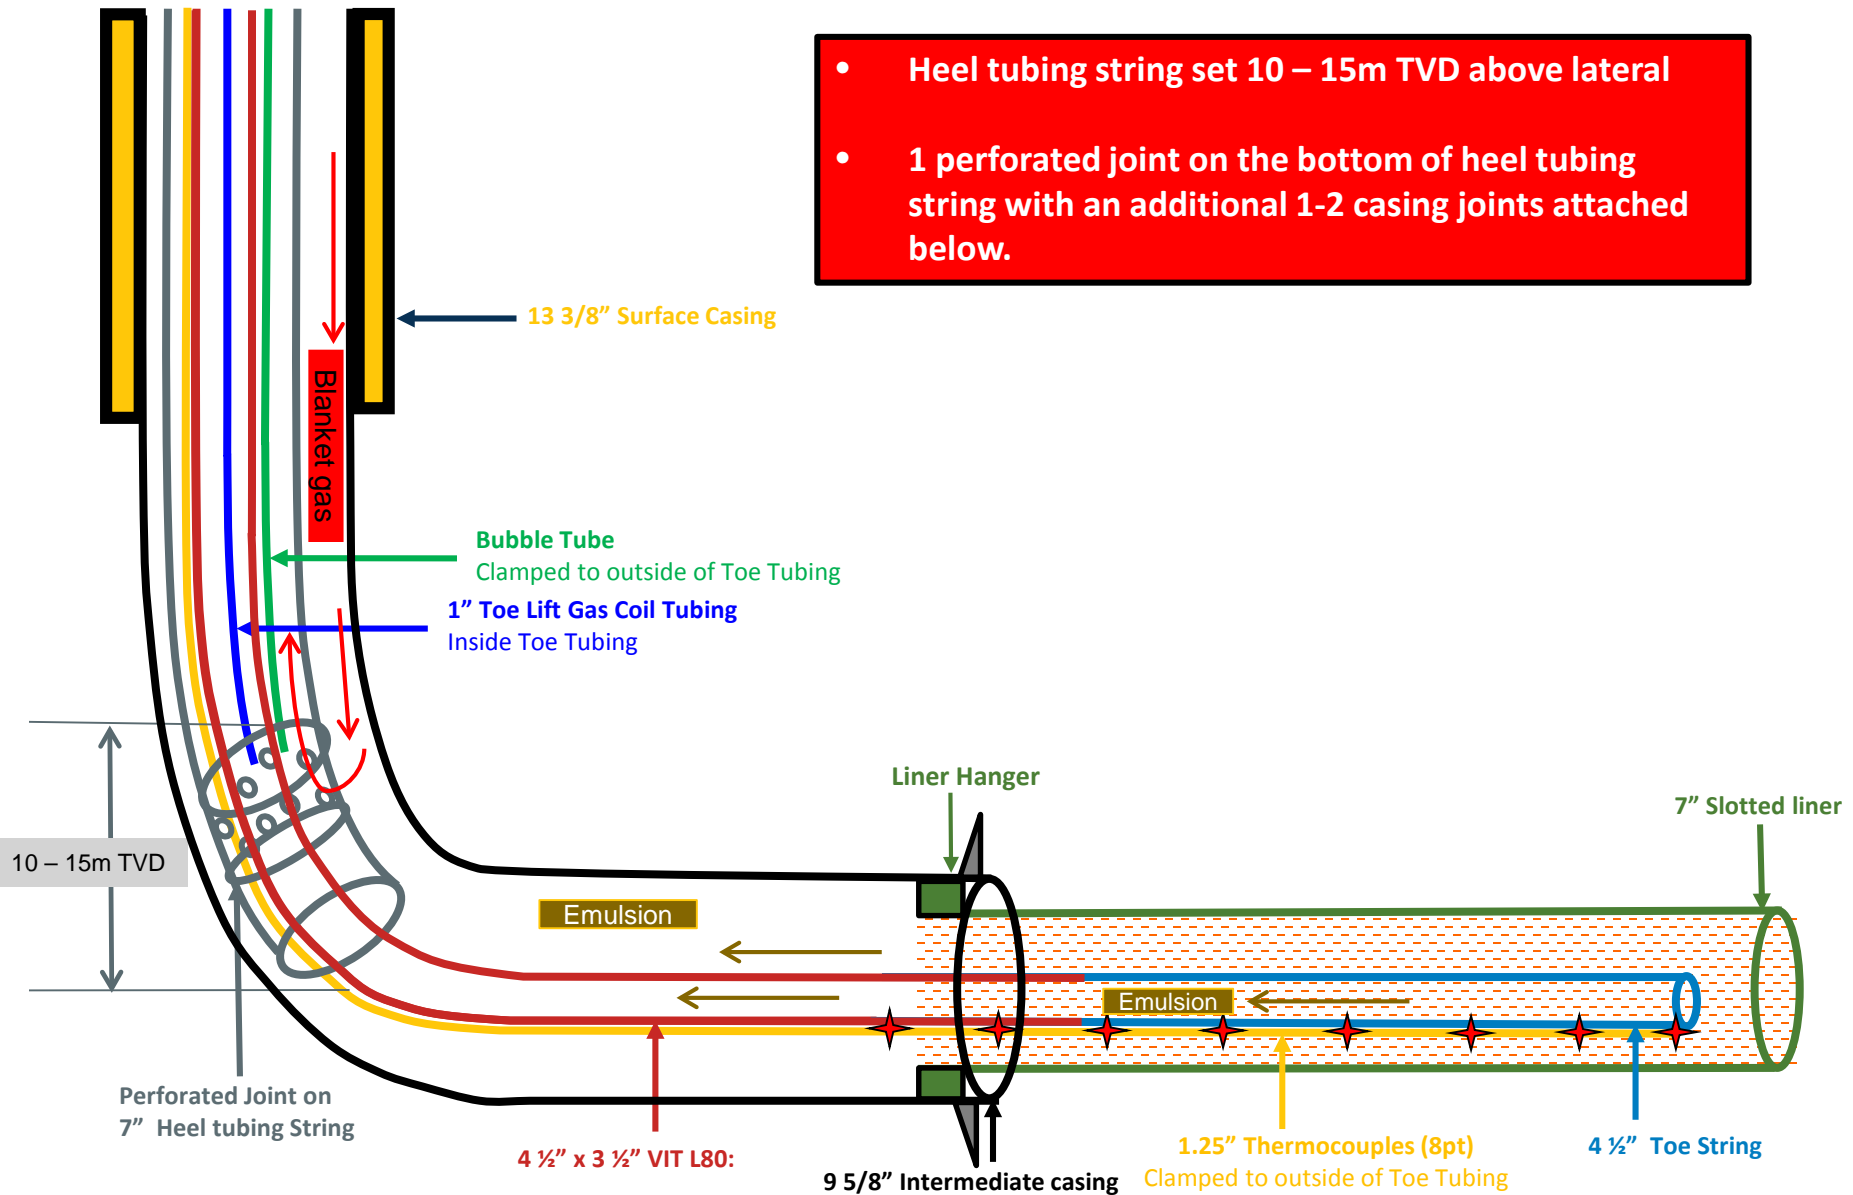 • Heel tubing string set 10 – 15m TVD above lateral
• 1 perforated joint on the bottom of heel tubing
string with an additional 1-2 casing joints attached
below.
13 3/8” Surface Casing
Blanket gas
Bubble Tube
Clamped to outside of Toe Tubing
1” Toe Lift Gas Coil Tubing
Inside Toe Tubing
Liner Hanger
7” Slotted liner
10 – 15m TVD
Emulsion
Emulsion
Perforated Joint on
7” Heel tubing String
4 ½” x 3 ½” VIT L80:
9 5/8” Intermediate casing
1.25” Thermocouples (8pt)
Clamped to outside of Toe Tubing
4 ½” Toe String